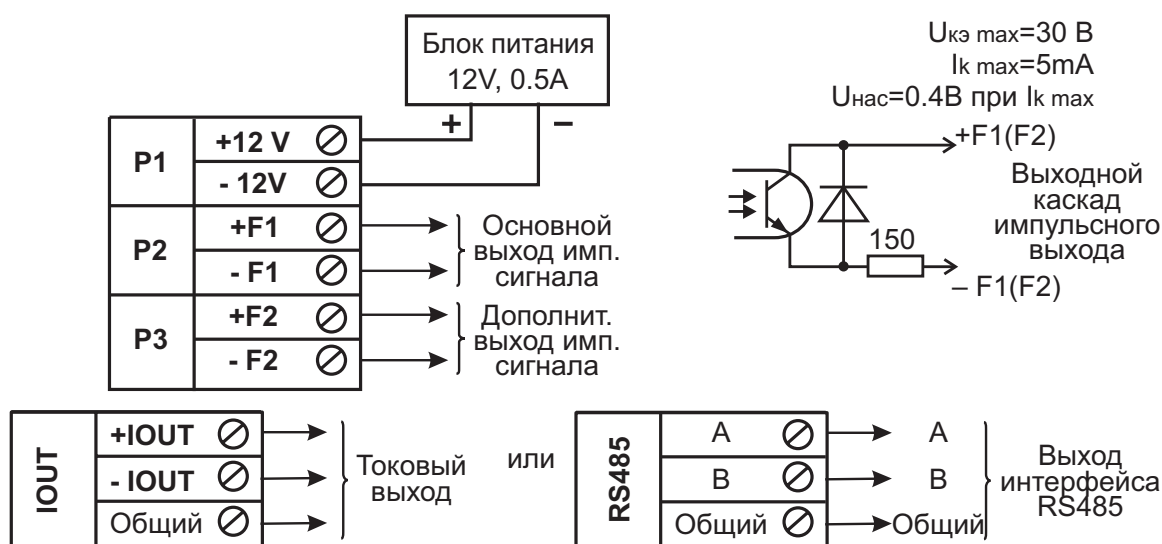 Блок питания
12V, 0.5A
+ –
P1
+12 V
- 12V
P2
+F1
- F1
Основной
выход имп.
сигнала
P3
+F2
- F2
Дополнит.
выход имп.
сигнала
Uкэ max=30 В
Ik max=5mA
Uнас=0.4В при Ik max
+F1(F2)
Выходной
каскад
импульсного
выхода
150
– F1(F2)
IOUT
+IOUT
- IOUT
Общий
Токовый
выход
или
RS485
A
B
Общий
A
B
Общий
Выход
интерфейса
RS485